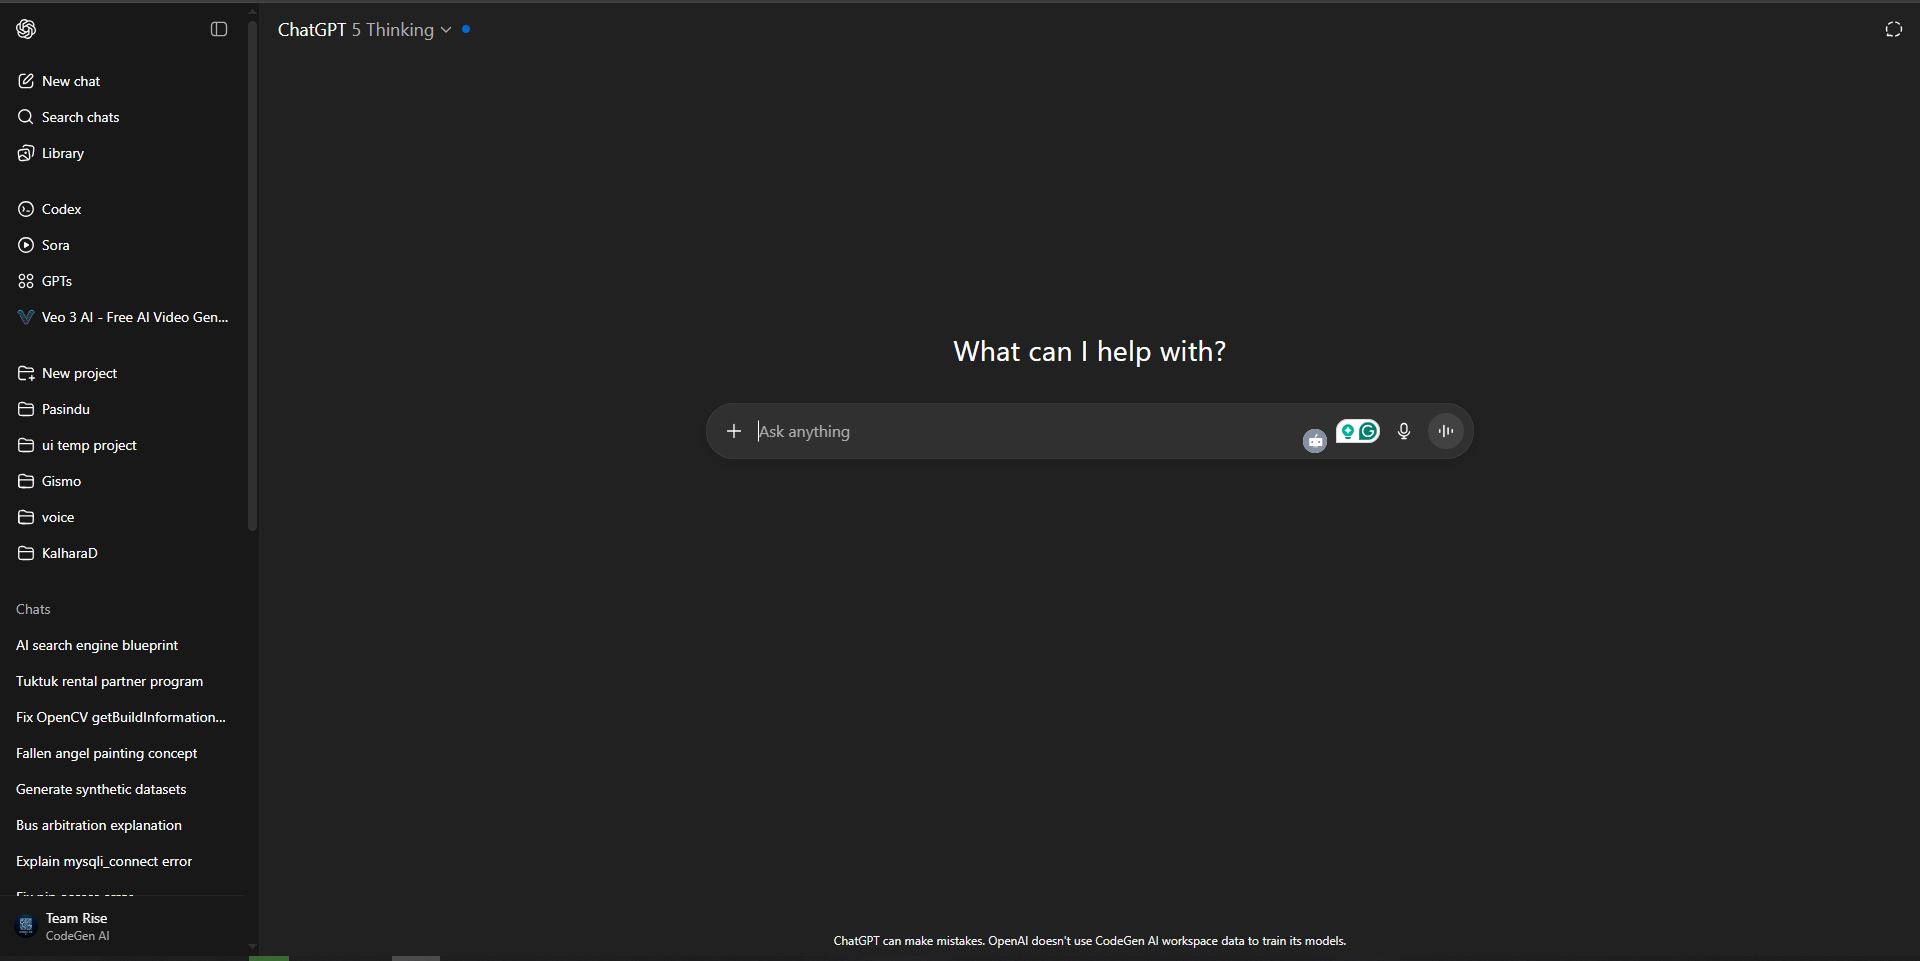 ChatGPT 5 Thinking
New chat
Search chats
Library
Codex
Sora
GPTs
Veo 3 AI - Free AI Video Gen...
New project
Pasindu
ui temp project
Gismo
voice
KalharaD
Chats
AI search engine blueprint
Tuktuk rental partner program
Fix OpenCV getBuildInformation...
Fallen angel painting concept
Generate synthetic datasets
Bus arbitration explanation
Explain mysqli_connect error
Team Rise
CodeGen AI
What can I help with?
Ask anything
ChatGPT can make mistakes. OpenAI doesn't use CodeGen AI workspace data to train its models.